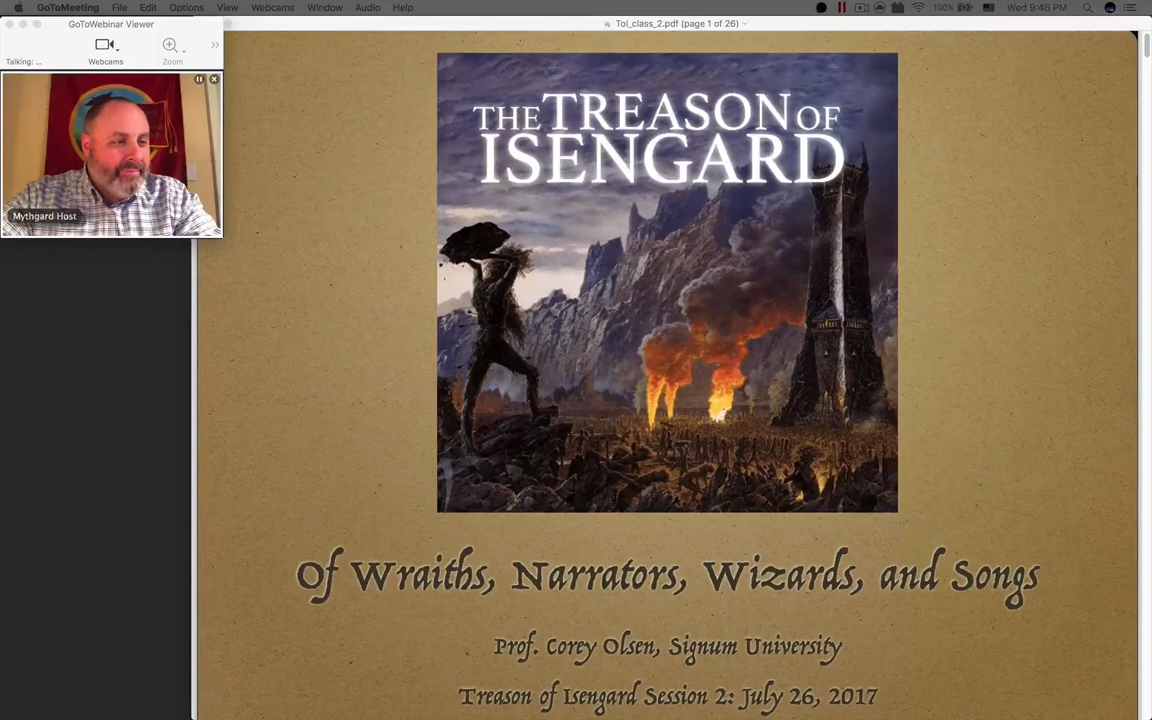 GoToMeeting File Edit Options View Webcams Window Audio Help
100% Wed 9:46 PM
GoToWebinar Viewer
ToI_class_2.pdf (page 1 of 26)
Talking: ...
Webcams
Zoom
Mythgard Host
THE TREASON OF
ISENGARD
Of Wraiths, Narrators, Wizards, and Songs
Prof. Corey Olsen, Signum University
Treason of Isengard Session 2: July 26, 2017